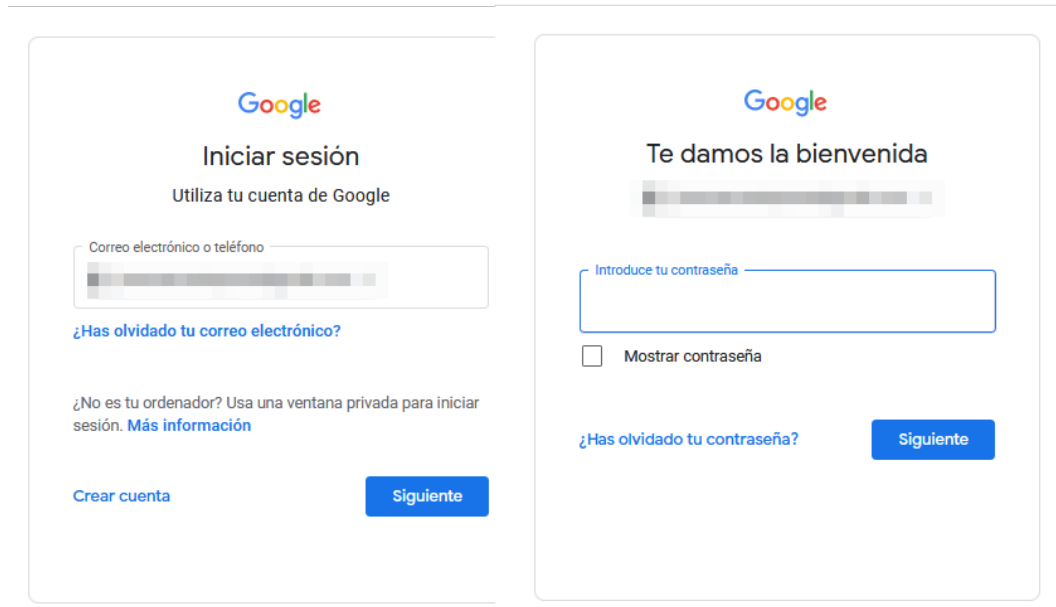 Google
Iniciar sesión
Utiliza tu cuenta de Google
Correo electrónico o teléfono
¿Has olvidado tu correo electrónico?
¿No es tu ordenador? Usa una ventana privada para iniciar
sesión. Más información
Crear cuenta
Siguiente
Google
Te damos la bienvenida
Introduce tu contraseña
Mostrar contraseña
¿Has olvidado tu contraseña?
Siguiente